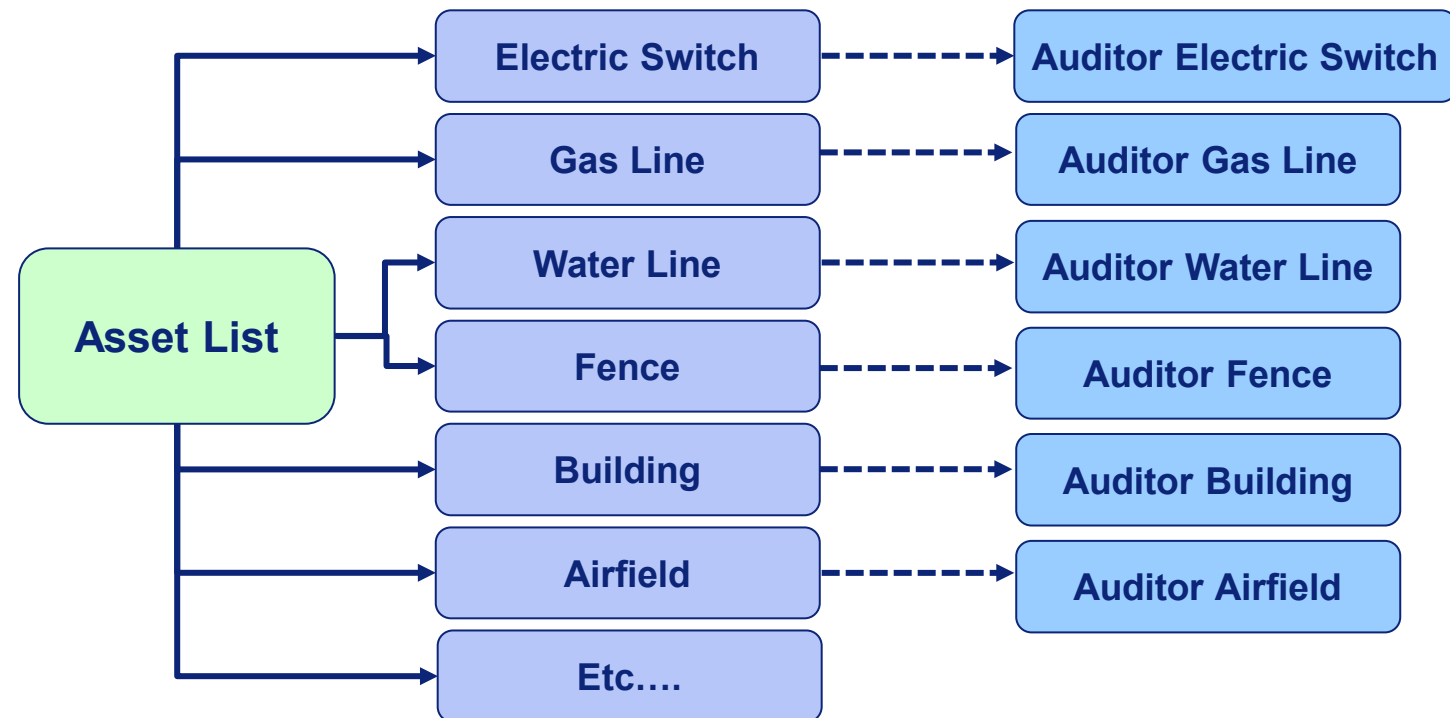 Electric Switch
Auditor Electric Switch
Gas Line
Auditor Gas Line
Water Line
Auditor Water Line
Asset List
Fence
Auditor Fence
Building
Auditor Building
Airfield
Auditor Airfield
Etc....